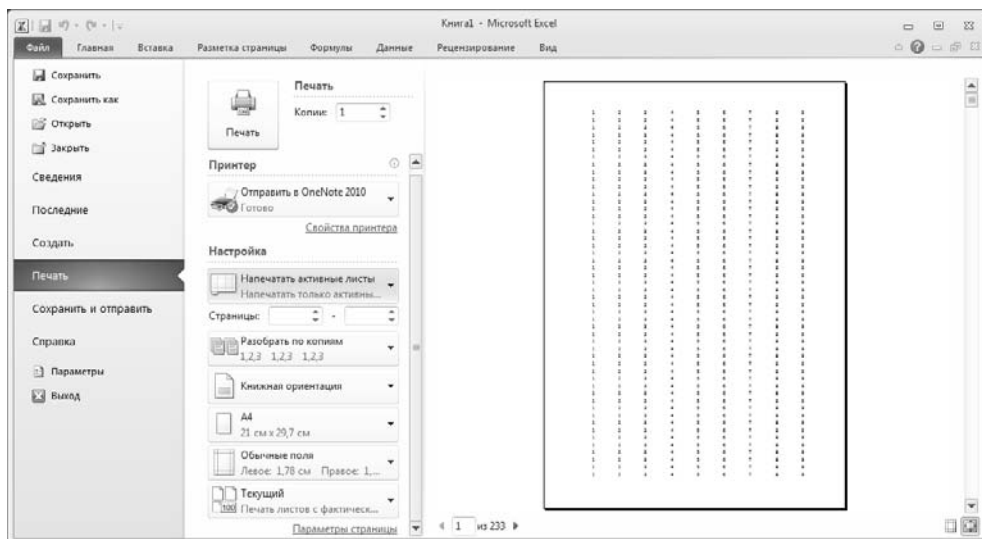 Книга1 - Microsoft Excel
Файл Главная Вставка Разметка страницы Формулы Данные Рецензирование Вид
Сохранить
Сохранить как
Открыть
Закрыть
Сведения
Последние
Создать
Печать
Сохранить и отправить
Справка
Параметры
Выход
Печать
Печать
Копии: 1
Принтер
Отправить в OneNote 2010
Готово
Свойства принтера
Настройка
Напечатать активные листы
Напечатать только активны...
Страницы: -
Разобрать по копиям
1,2,3 1,2,3 1,2,3
Книжная ориентация
A4
21 см x 29,7 см
Обычные поля
Левое: 1,78 см Правое: 1,...
Текущий
100 Печать листов с фактическ...
Параметры страницы
1 из 233